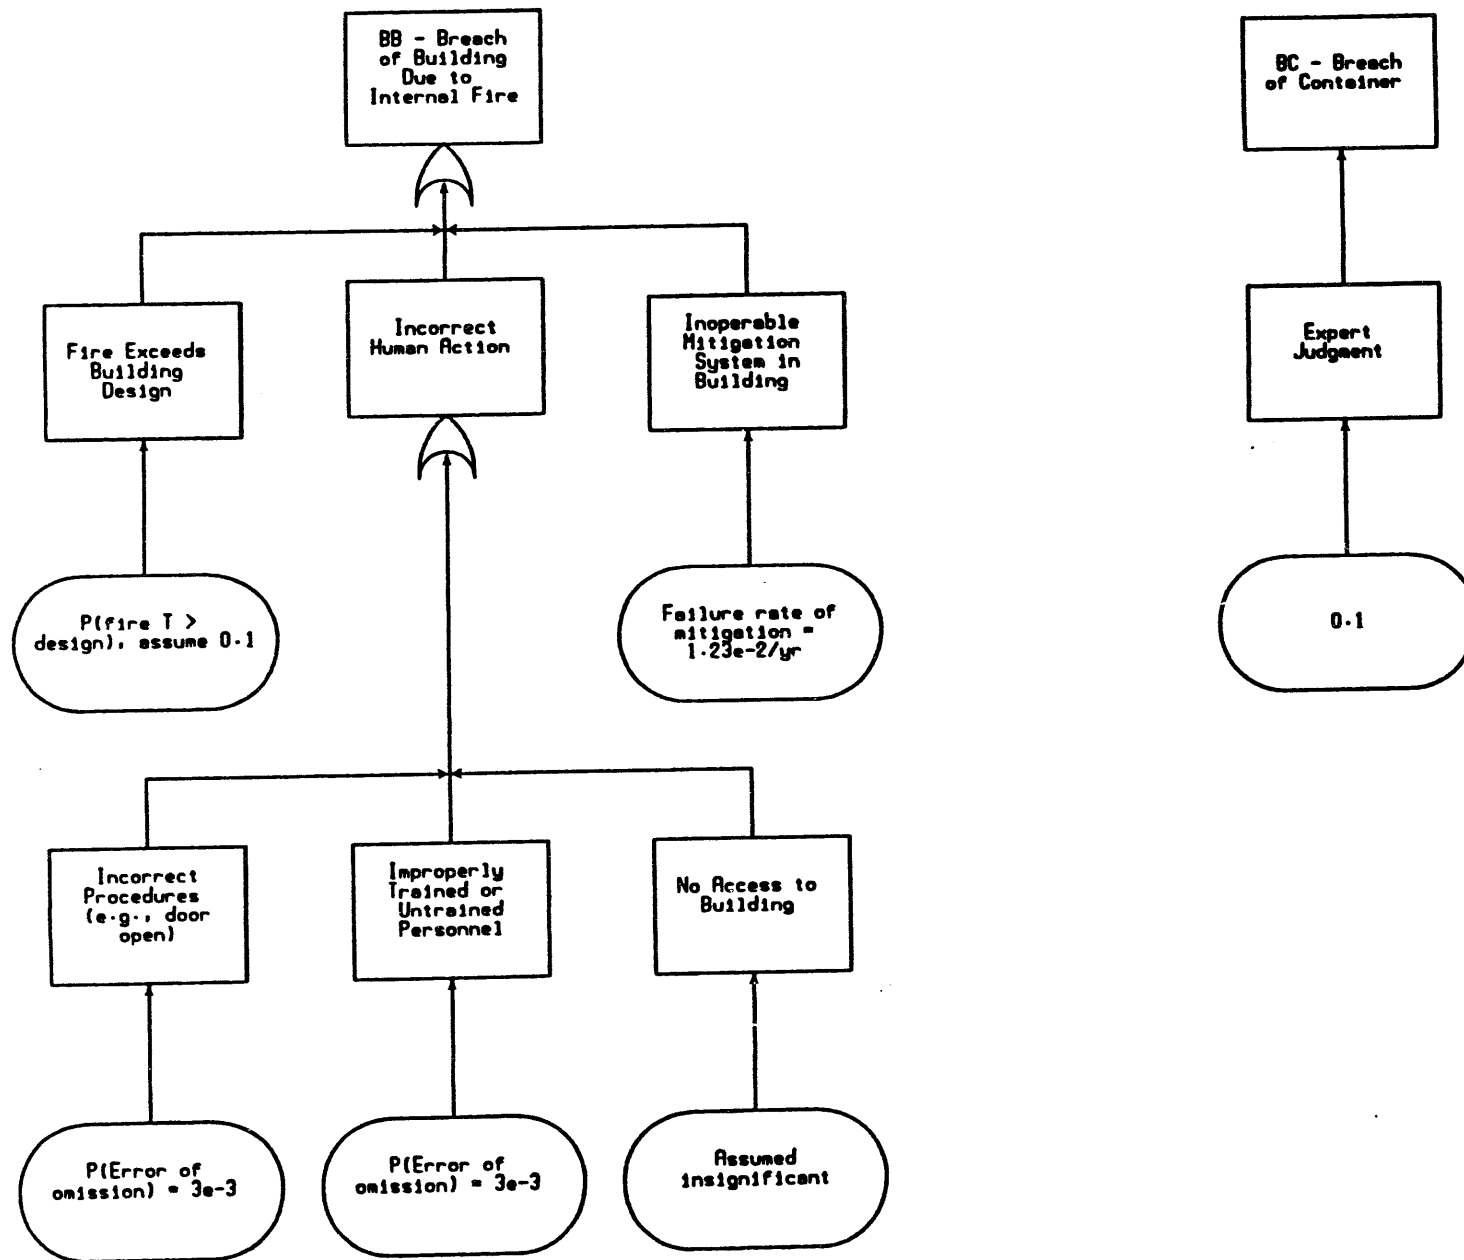 BB - Breach
of Building
Due to
Internal Fire
BC - Breach
of Container
Fire Exceeds
Building
Design
Incorrect
Human Action
Inoperable
Mitigation
System in
Building
Expert
Judgment
P(fire T >
design), assume 0.1
Failure rate of
mitigation =
1.23e-2/yr
0.1
Incorrect
Procedures
(e.g., door
open)
Improperly
Trained or
Untrained
Personnel
No Access to
Building
P(Error of
omission) = 3e-3
P(Error of
omission) = 3e-3
Assumed
insignificant